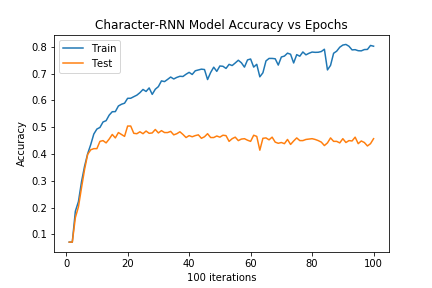 Character-RNN Model Accuracy vs Epochs
Train
Test
Accuracy
0.8
0.7
0.6
0.5
0.4
0.3
0.2
0.1
0 20 40 60 80 100
100 iterations